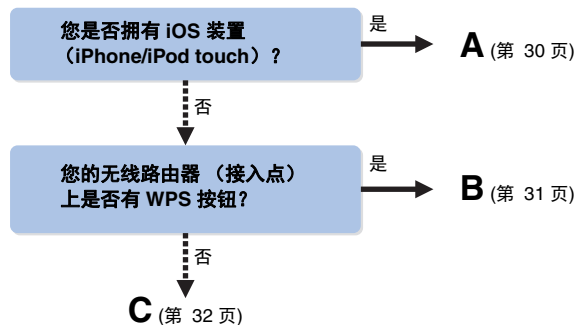 您是否拥有 iOS 装置
（iPhone/iPod touch）？
是
A (第 30 页)
否
您的无线路由器 （接入点）
上是否有 WPS 按钮？
是
B (第 31 页)
否
C (第 32 页)